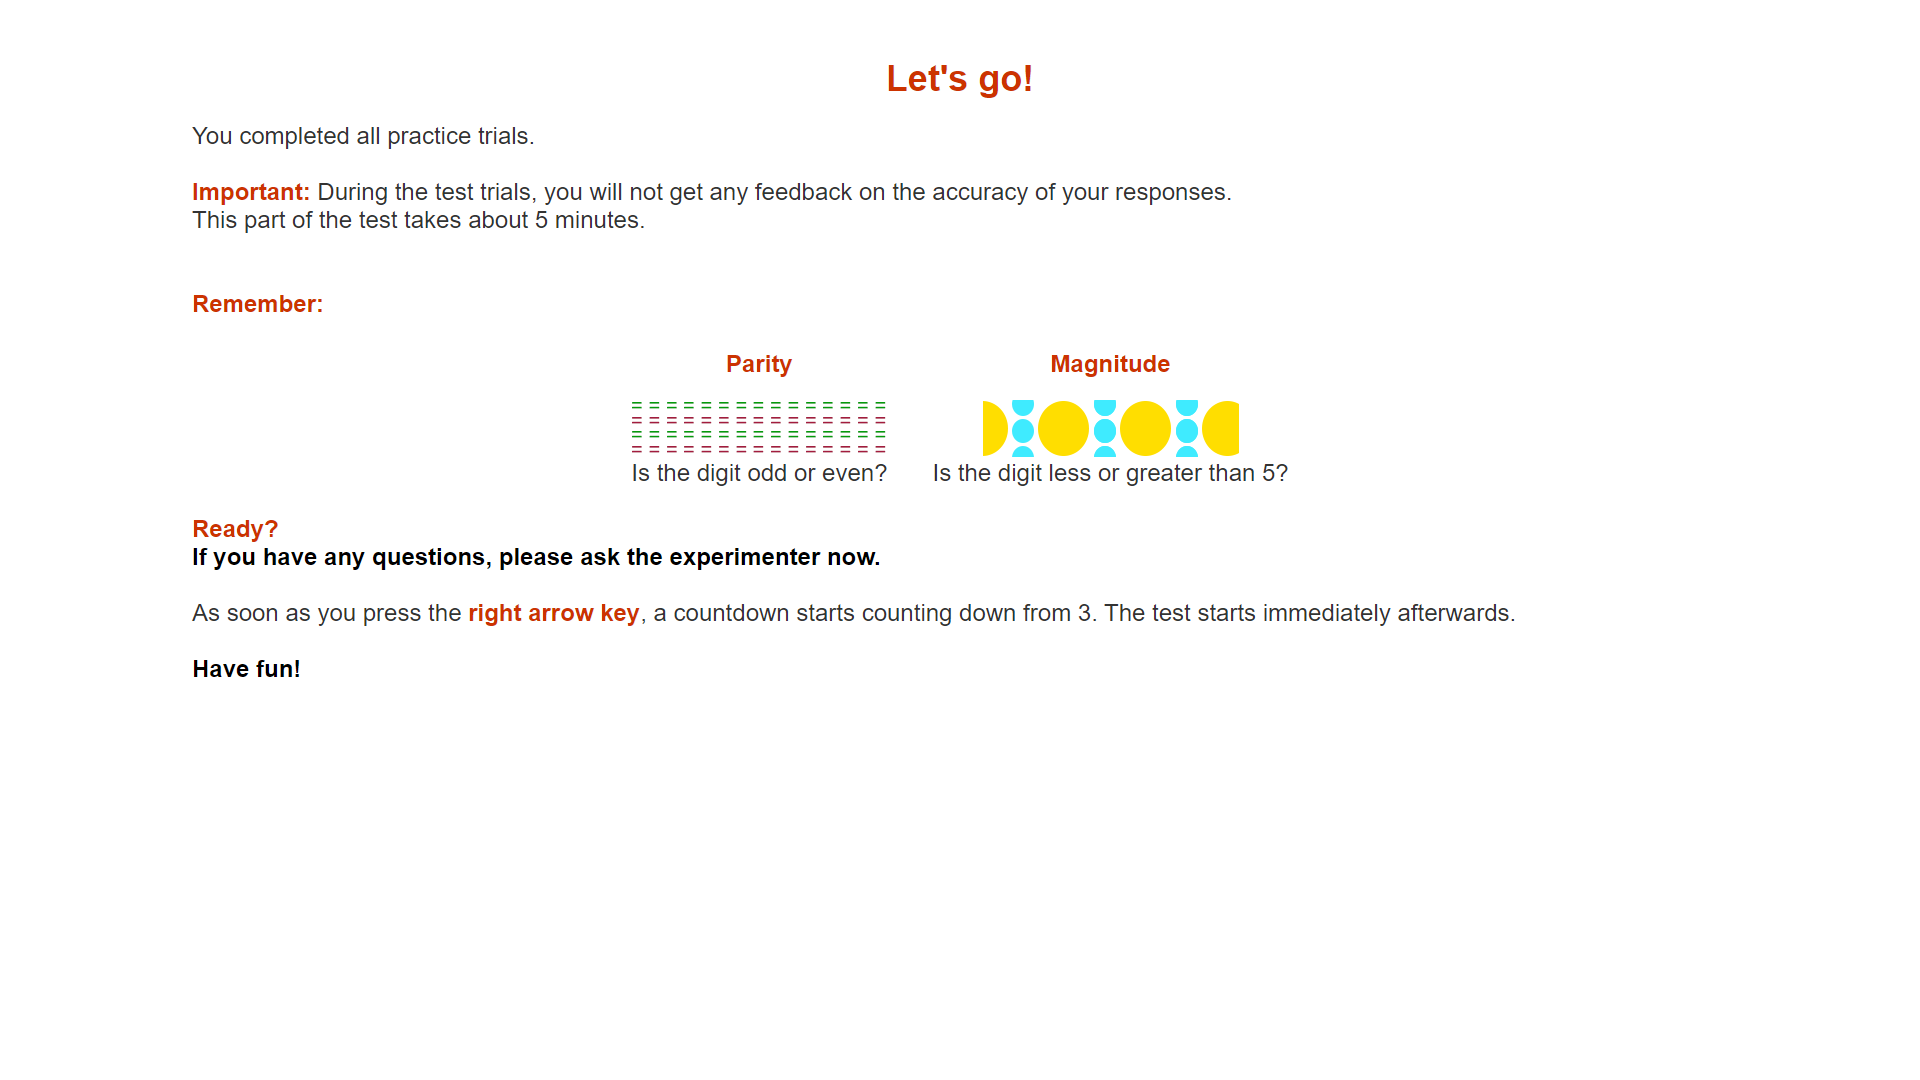 Let's go!
You completed all practice trials.
Important: During the test trials, you will not get any feedback on the accuracy of your responses.
This part of the test takes about 5 minutes.
Remember:
Parity
Magnitude
Is the digit odd or even?
Is the digit less or greater than 5?
Ready?
If you have any questions, please ask the experimenter now.
As soon as you press the right arrow key, a countdown starts counting down from 3. The test starts immediately afterwards.
Have fun!